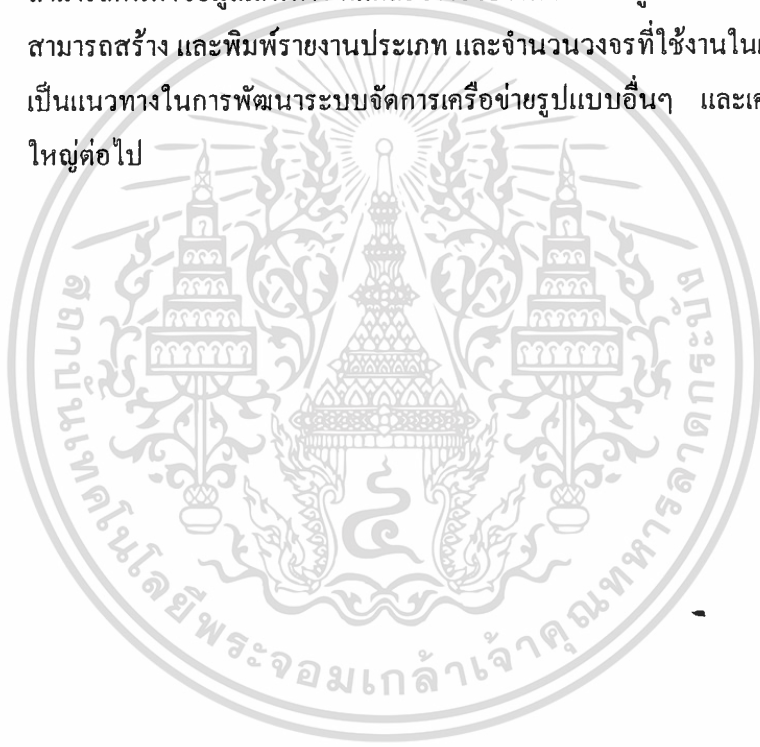 สามารถสร้าง และพิมพ์รายงานประเภท และจำนวนวงจรที่ใช้งานใน
เป็นแนวทางในการพัฒนาระบบจัดการเครือข่ายรูปแบบอื่นๆ และ
ใหญ่ต่อไป
สถาบันเทคโนโลยีพระจอมเกล้าเจ้าคุณทหารลาดกระบัง
๔